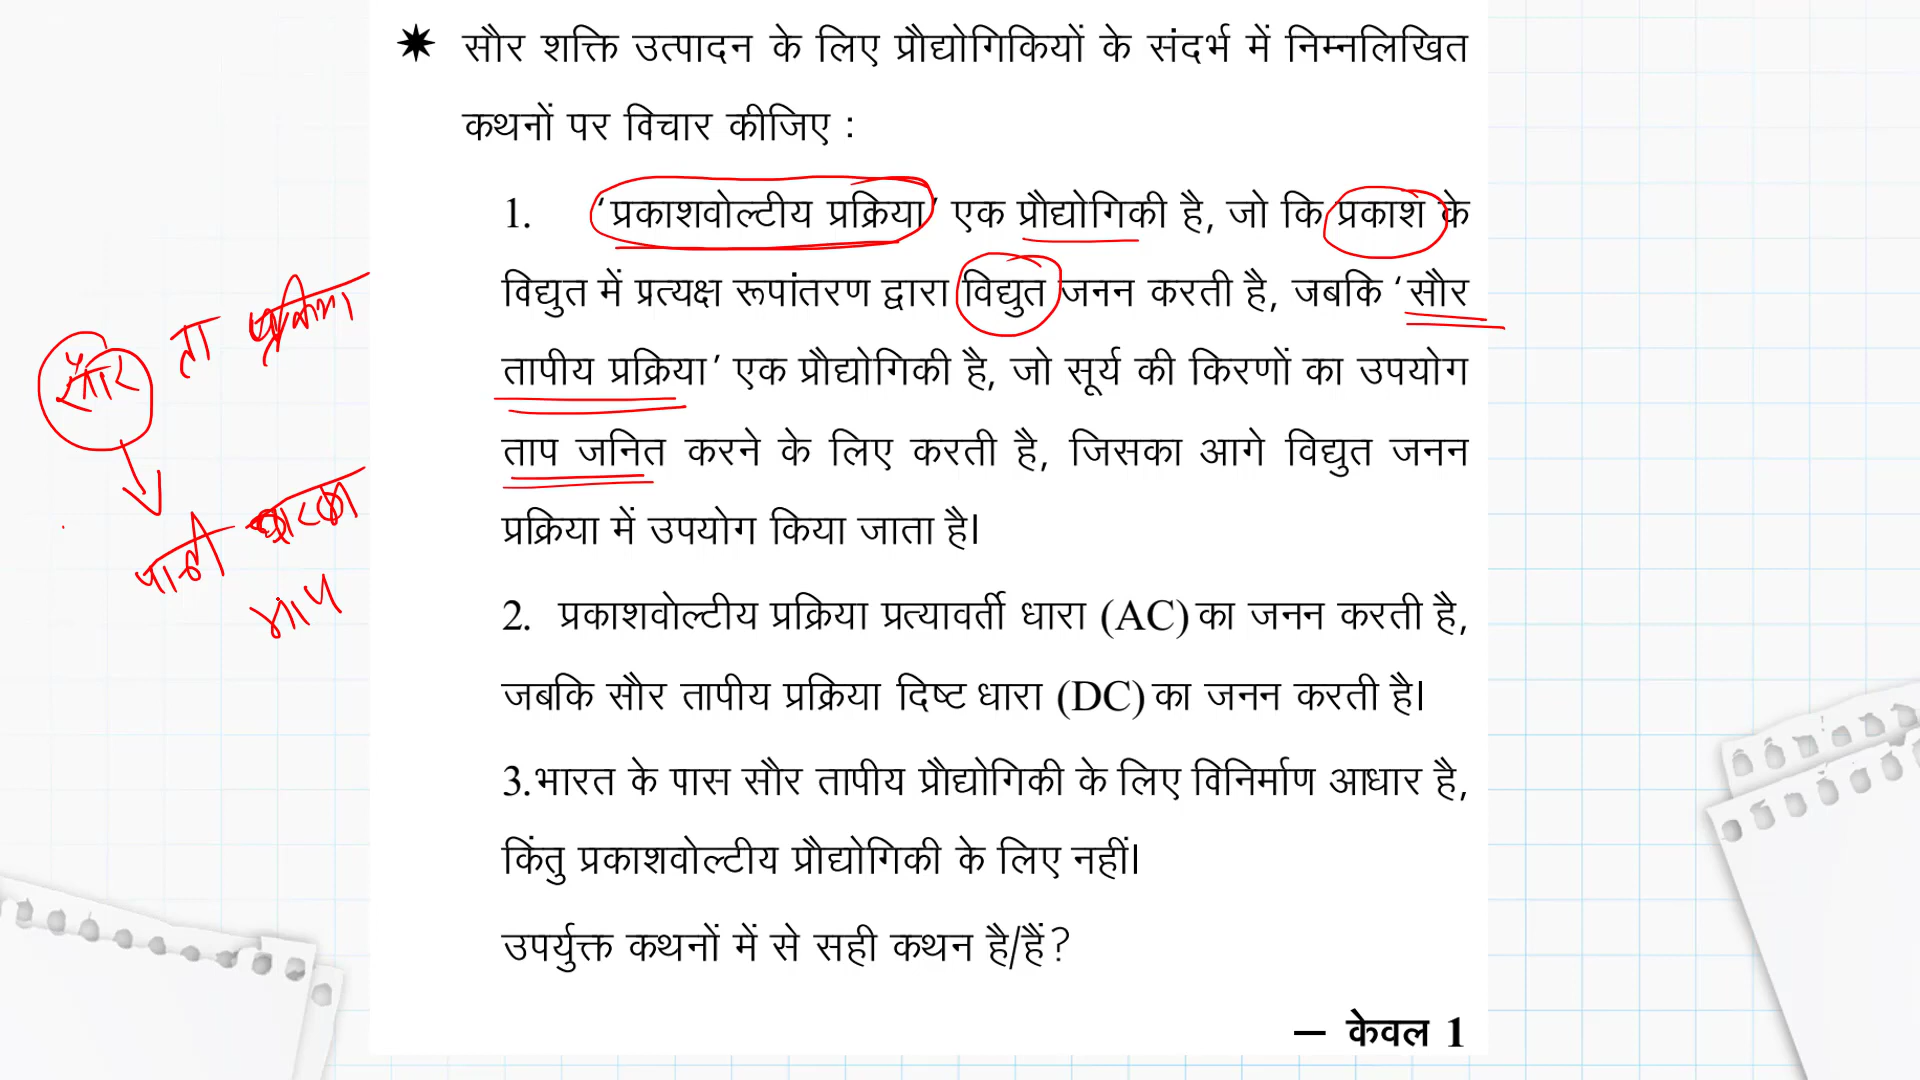 ✷ सौर शक्ति उत्पादन के लिए प्रौद्योगिकियों के संदर्भ में निम्नलिखित
कथनों पर विचार कीजिए :
1. ‘प्रकाशवोल्टीय प्रक्रिया’ एक प्रौद्योगिकी है, जो कि प्रकाश के
विद्युत में प्रत्यक्ष रूपांतरण द्वारा विद्युत जनन करती है, जबकि ‘सौर
तापीय प्रक्रिया’ एक प्रौद्योगिकी है, जो सूर्य की किरणों का उपयोग
ताप जनित करने के लिए करती है, जिसका आगे विद्युत जनन
प्रक्रिया में उपयोग किया जाता है।
2. प्रकाशवोल्टीय प्रक्रिया प्रत्यावर्ती धारा (AC) का जनन करती है,
जबकि सौर तापीय प्रक्रिया दिष्ट धारा (DC) का जनन करती है।
3.भारत के पास सौर तापीय प्रौद्योगिकी के लिए विनिर्माण आधार है,
किंतु प्रकाशवोल्टीय प्रौद्योगिकी के लिए नहीं।
उपर्युक्त कथनों में से सही कथन है/हैं?
— केवल 1
सौर ता प्रक्रिया
पानी
भाप